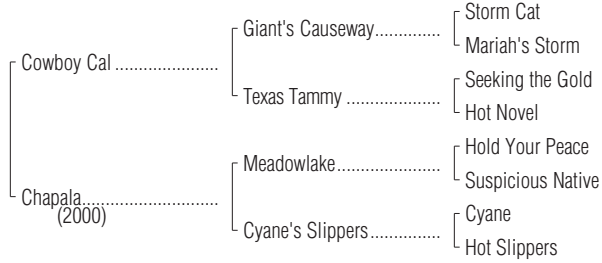 Storm Cat
Giant's Causeway..............
Mariah's Storm
Cowboy Cal ......................
Seeking the Gold
Texas Tammy ....................
Hot Novel
Hold Your Peace
Meadowlake......................
Suspicious Native
Chapala.............................
(2000)
Cyane
Cyane's Slippers...............
Hot Slippers